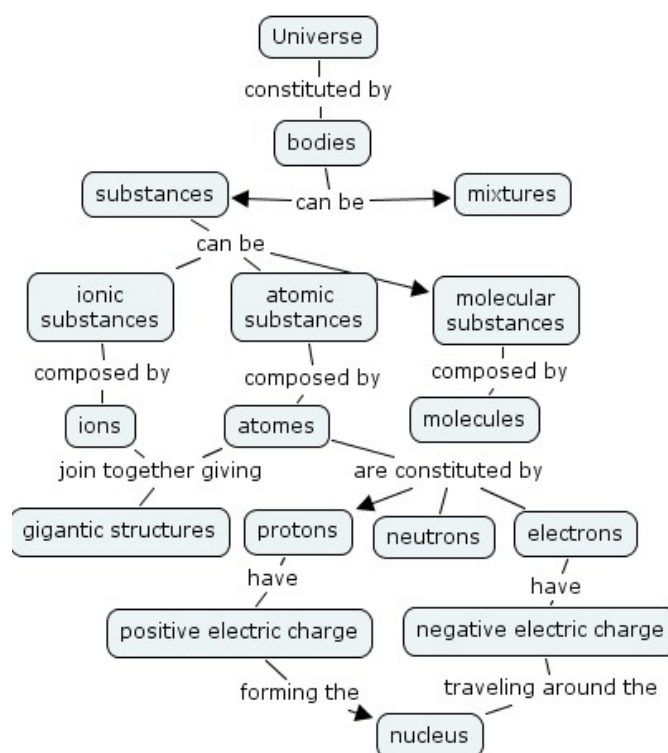 Universe
constituted by
bodies
substances
can be
mixtures
can be
ionic
substances
atomic
substances
molecular
substances
composed by
composed by
composed by
ions
atomes
molecules
join together giving
are constituted by
gigantic structures
protons
neutrons
electrons
have
have
positive electric charge
negative electric charge
forming the
traveling around the
nucleus